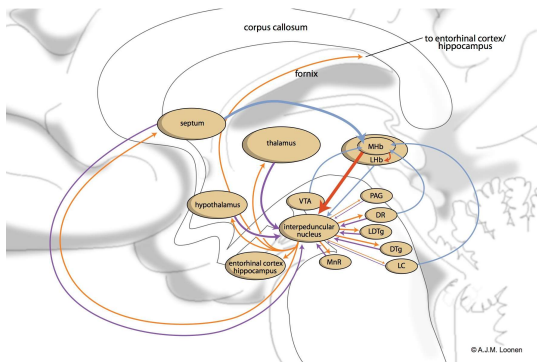 corpus callosum
to entorhinal cortex/
hippocampus
fornix
septum
thalamus
MHb
LHb
hypothalamus
VTA
PAG
interpeduncular
nucleus
DR
LDTg
DTg
entorhinal cortex
hippocampus
MnR
LC
© A.J.M. Loonen